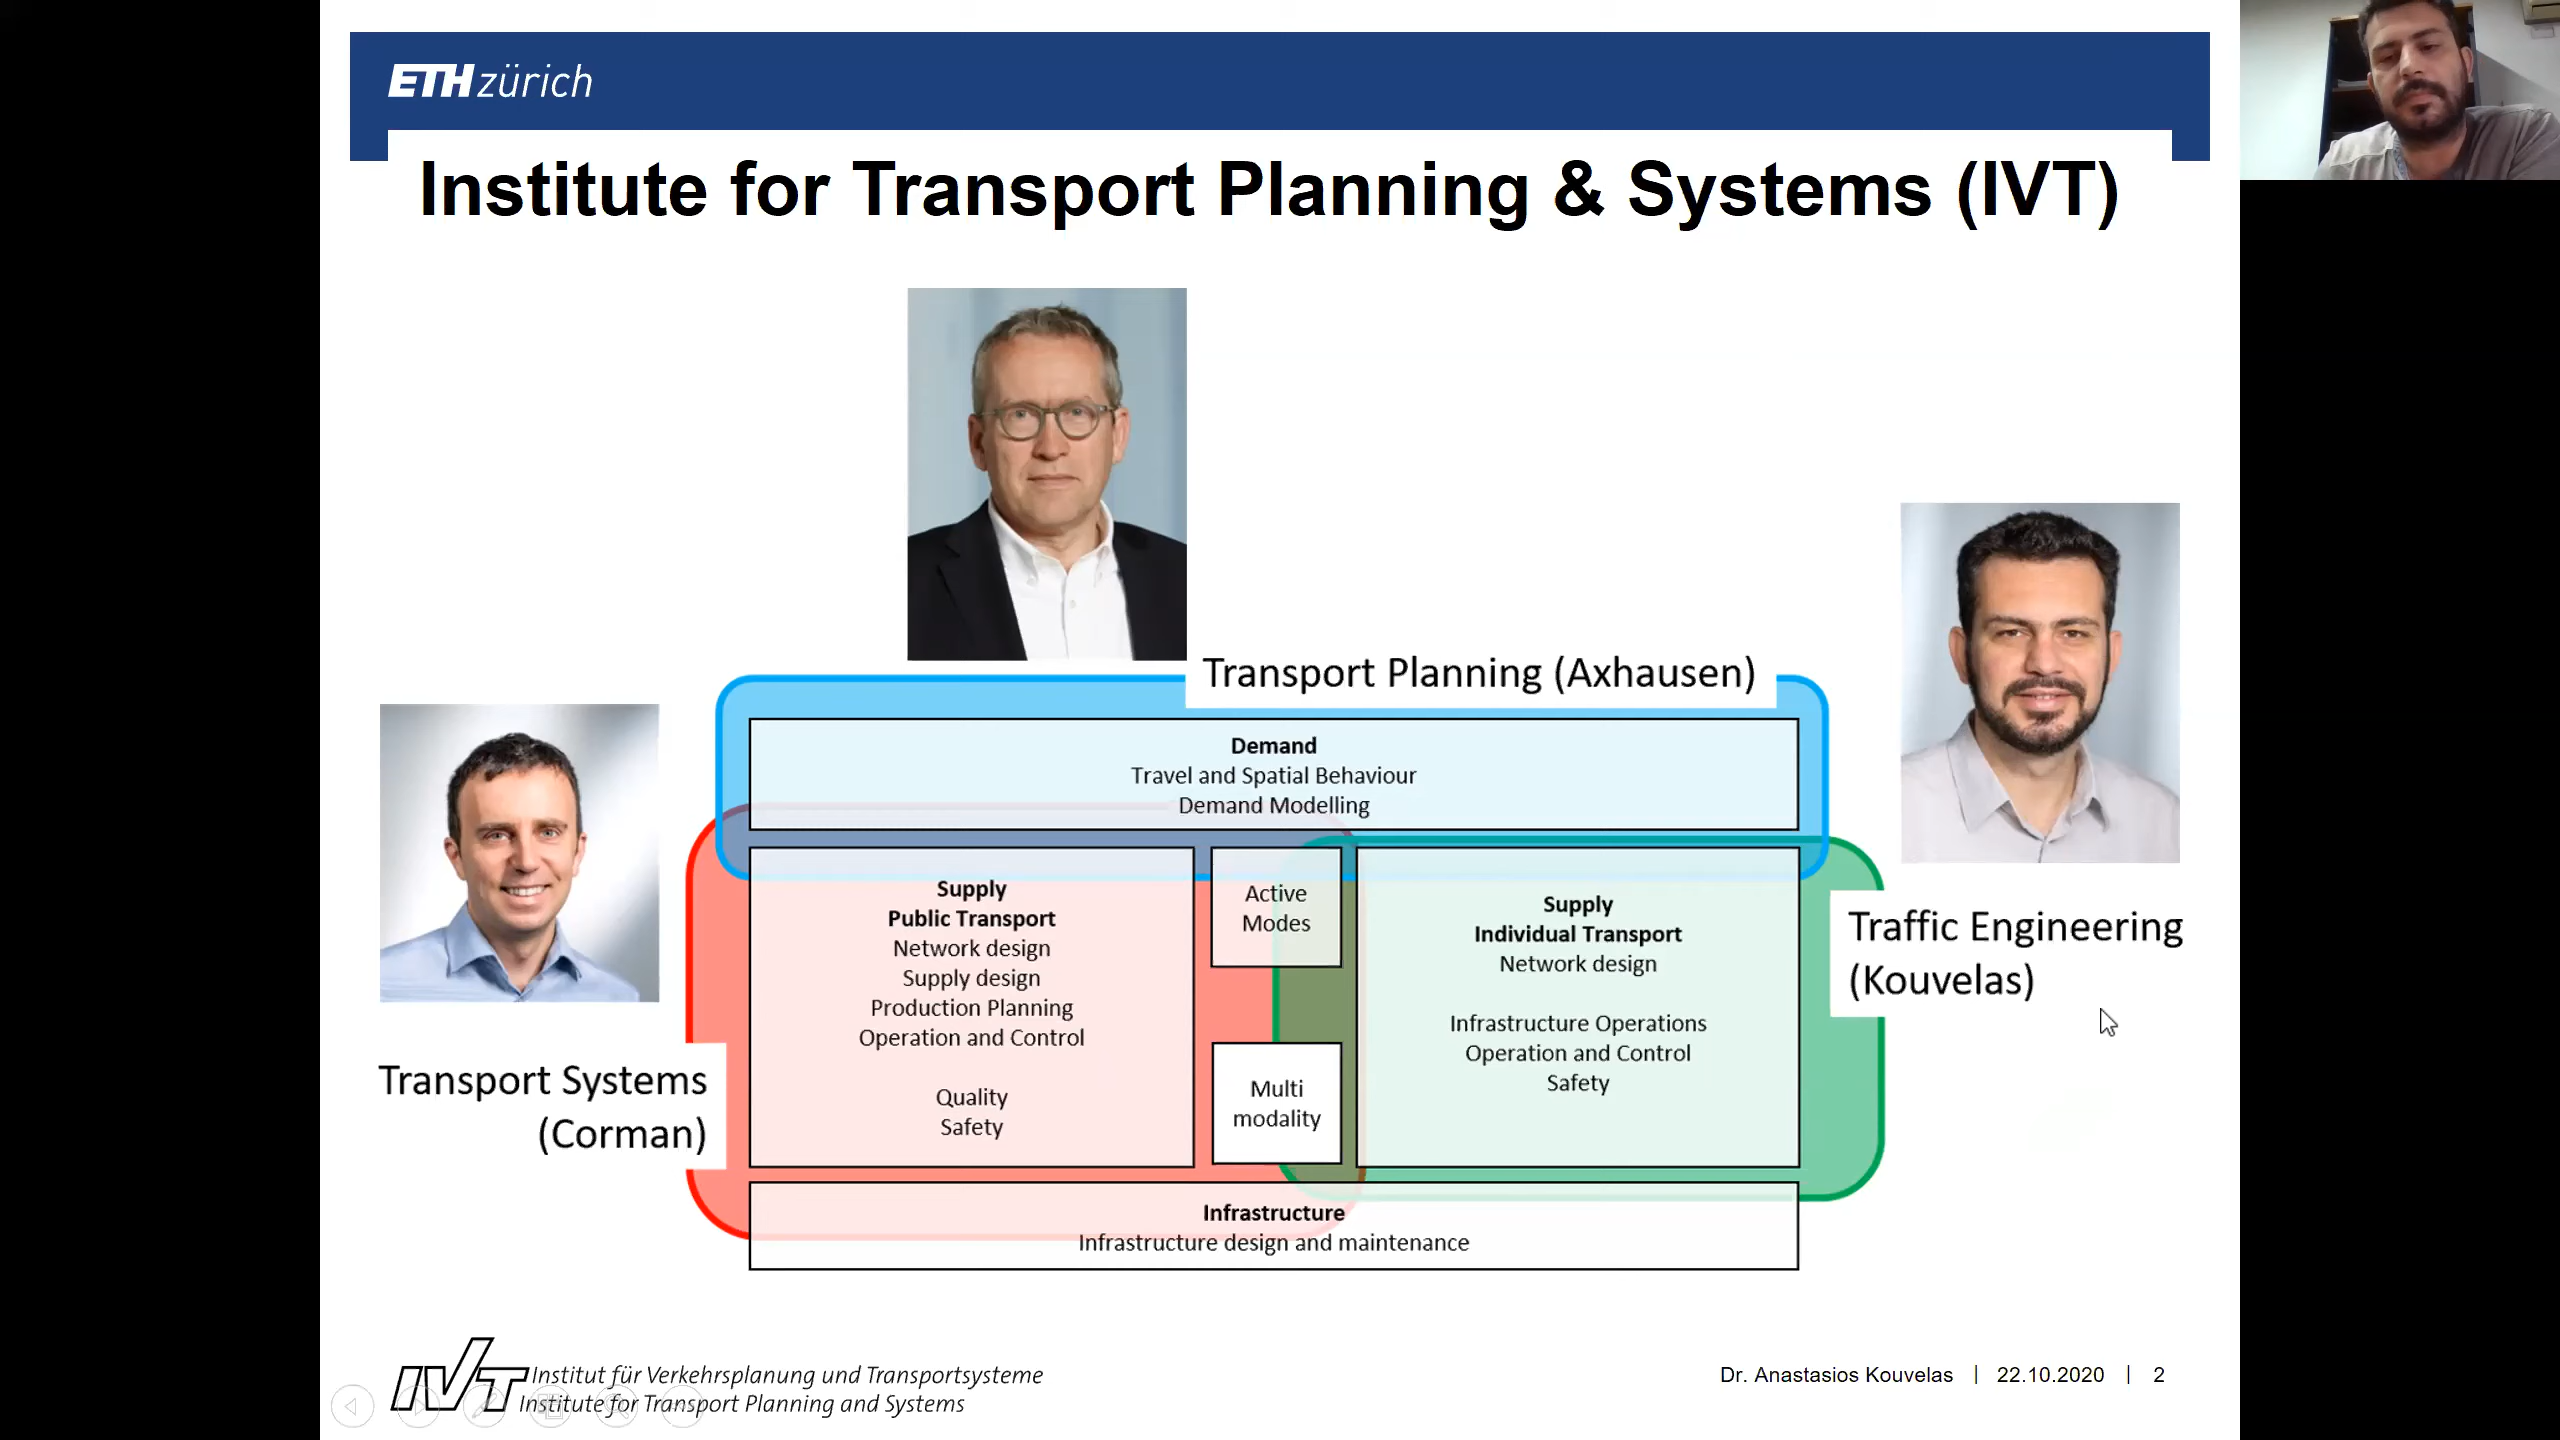 ETH zürich
Institute for Transport Planning & Systems (IVT)
Transport Planning (Axhausen)
Demand
Travel and Spatial Behaviour
Demand Modelling
Supply
Public Transport
Network design
Supply design
Production Planning
Operation and Control
Quality
Safety
Active
Modes
Multi
modality
Supply
Individual Transport
Network design
Infrastructure Operations
Operation and Control
Safety
Traffic Engineering
(Kouvelas)
Transport Systems
(Corman)
Infrastructure
Infrastructure design and maintenance
IVT
Institut für Verkehrsplanung und Transportsysteme
Institute for Transport Planning and Systems
Dr. Anastasios Kouvelas | 22.10.2020 | 2